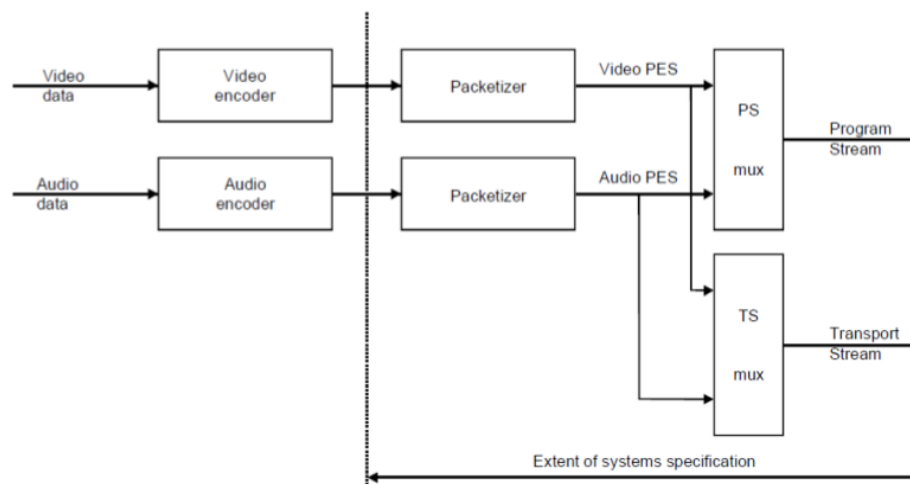 Video
data
Video
encoder
Packetizer
Video PES
PS
mux
Program
Stream
Audio
data
Audio
encoder
Packetizer
Audio PES
TS
mux
Transport
Stream
Extent of systems specification